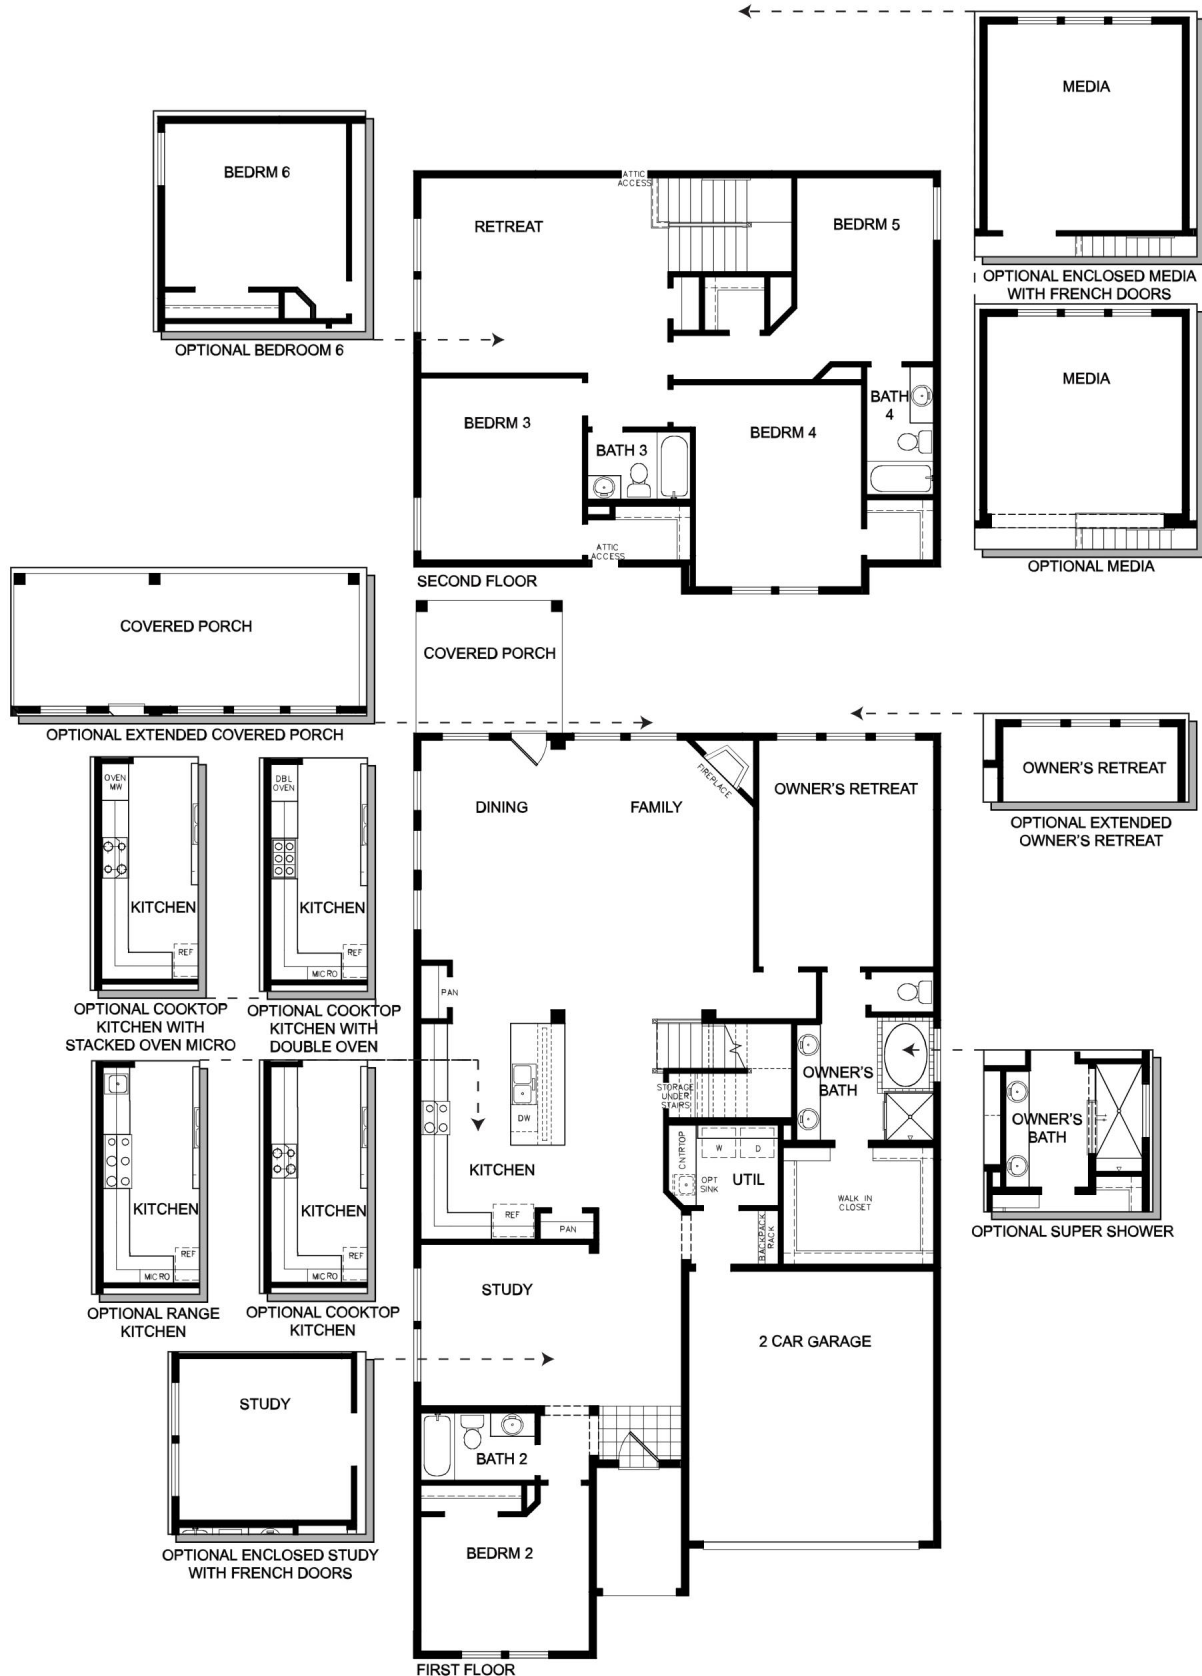 MEDIA
OPTIONAL ENCLOSED MEDIA
WITH FRENCH DOORS
BEDRM 6
OPTIONAL BEDROOM 6
ATTIC
ACCESS
RETREAT
BEDRM 5
MEDIA
OPTIONAL MEDIA
BEDRM 3
BATH 3
BEDRM 4
BATH
4
ATTIC
ACCESS
SECOND FLOOR
COVERED PORCH
OPTIONAL EXTENDED COVERED PORCH
COVERED PORCH
OWNER'S RETREAT
OPTIONAL EXTENDED
OWNER'S RETREAT
OVEN
MW
KITCHEN
REF
OPTIONAL COOKTOP
KITCHEN WITH
STACKED OVEN MICRO
DBL
OVEN
KITCHEN
REF
MICRO
OPTIONAL COOKTOP
KITCHEN WITH
DOUBLE OVEN
KITCHEN
REF
MICRO
OPTIONAL RANGE
KITCHEN
KITCHEN
REF
MICRO
OPTIONAL COOKTOP
KITCHEN
DINING
FAMILY
FIREPLACE
OWNER'S RETREAT
PAN
DW
STORAGE
UNDER
STAIRS
OWNER'S
BATH
OWNER'S
BATH
OPTIONAL SUPER SHOWER
KITCHEN
REF
PAN
CNTRTOP
W
D
OPT
SINK
UTIL
BACKPACK
RACK
WALK IN
CLOSET
STUDY
2 CAR GARAGE
STUDY
OPTIONAL ENCLOSED STUDY
WITH FRENCH DOORS
BATH 2
BEDRM 2
FIRST FLOOR